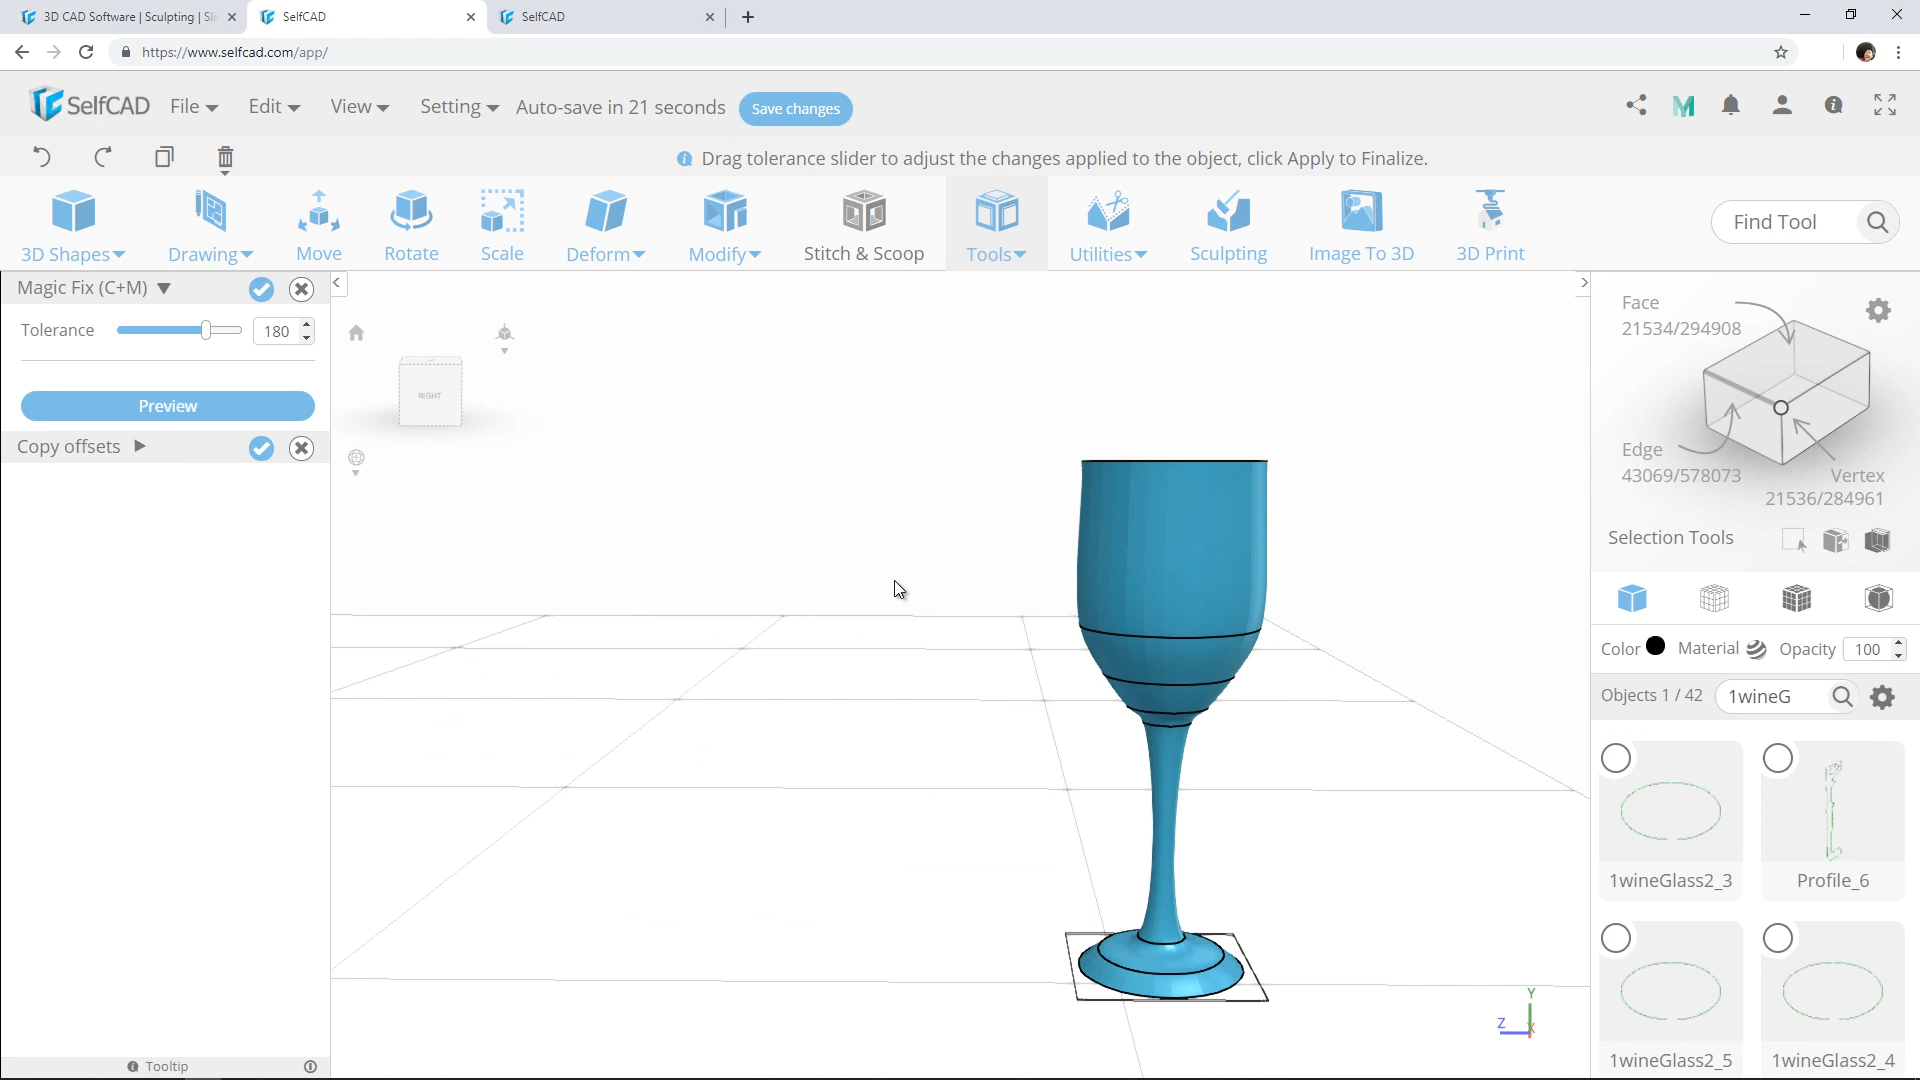 3D CAD Software | Sculpting | Sli
SelfCAD
SelfCAD
https://www.selfcad.com/app/
SelfCAD
File
Edit
View
Setting
Auto-save in 21 seconds
Save changes
Drag tolerance slider to adjust the changes applied to the object, click Apply to Finalize.
3D Shapes
Drawing
Move
Rotate
Scale
Deform
Modify
Stitch & Scoop
Tools
Utilities
Sculpting
Image To 3D
3D Print
Find Tool
Magic Fix (C+M)
Tolerance
180
Preview
Copy offsets
RIGHT
Face
21534/294908
Edge
43069/578073
Vertex
21536/284961
Selection Tools
Color
Material
Opacity
100
Objects 1 / 42
1wineG
1wineGlass2_3
Profile_6
1wineGlass2_5
1wineGlass2_4
Y
Z
X
Tooltip